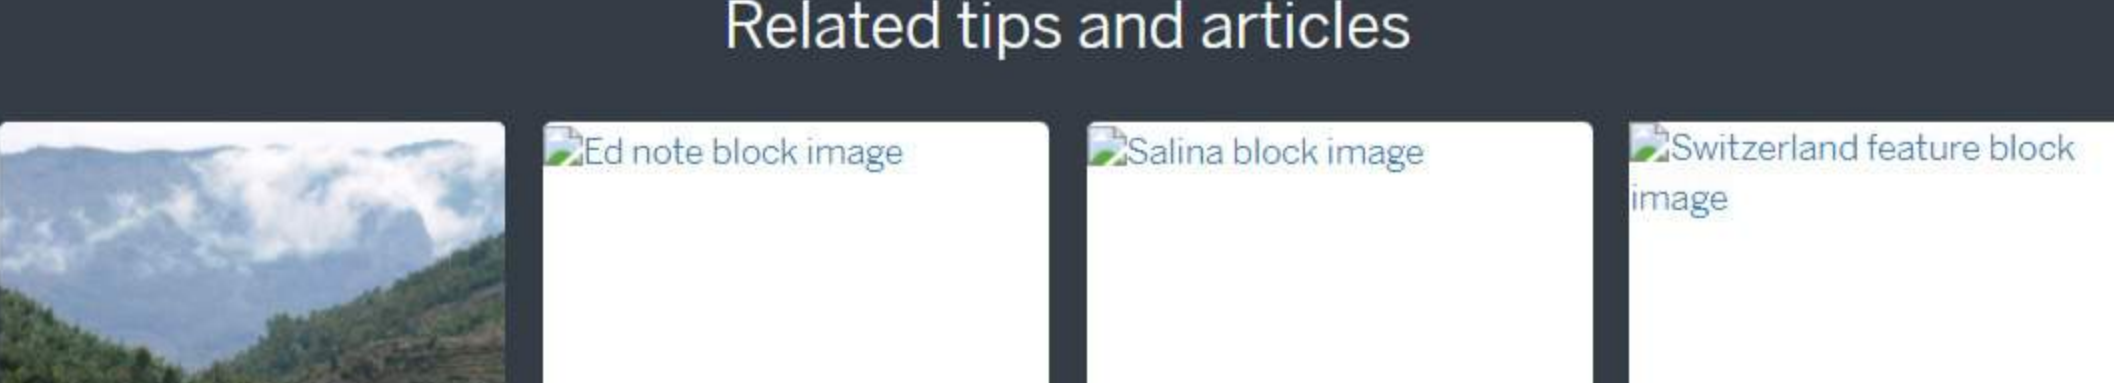 Related tips and articles
Ed note block image
Salina block image
Switzerland feature block
image